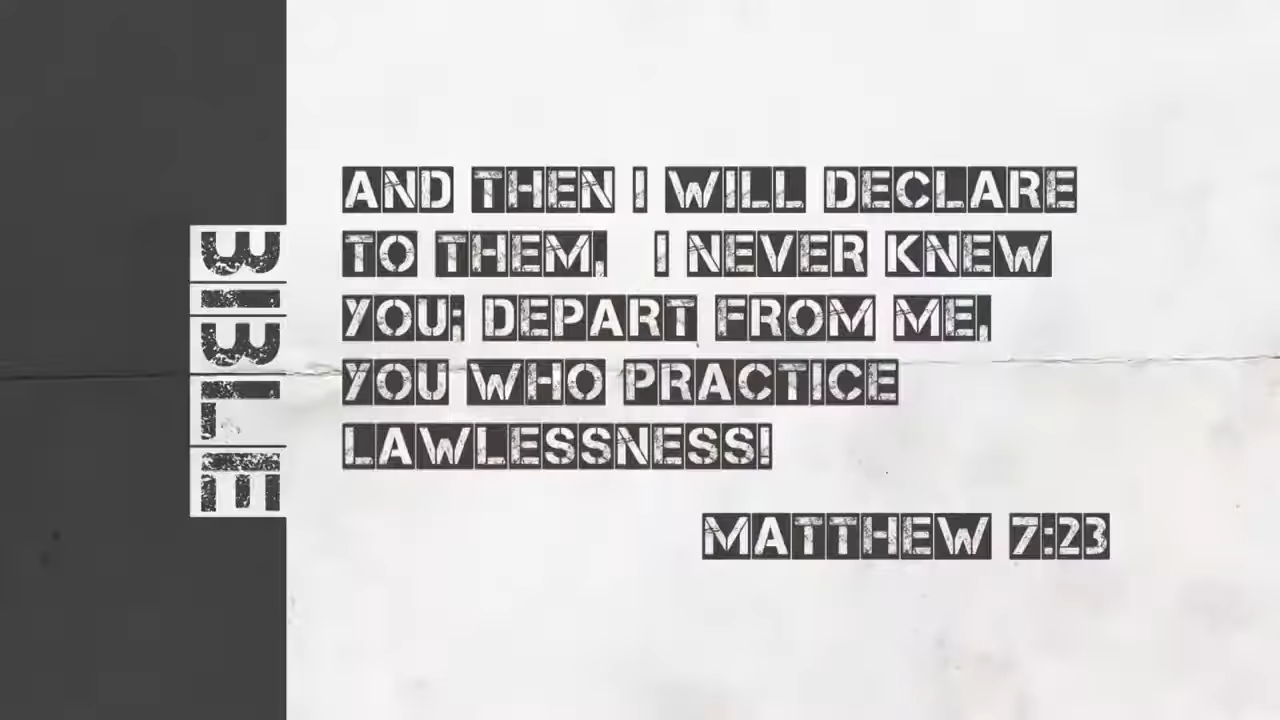 BIBLE
AND THEN I WILL DECLARE
TO THEM, I NEVER KNEW
YOU; DEPART FROM ME,
YOU WHO PRACTICE
LAWLESSNESS!
MATTHEW 7:23